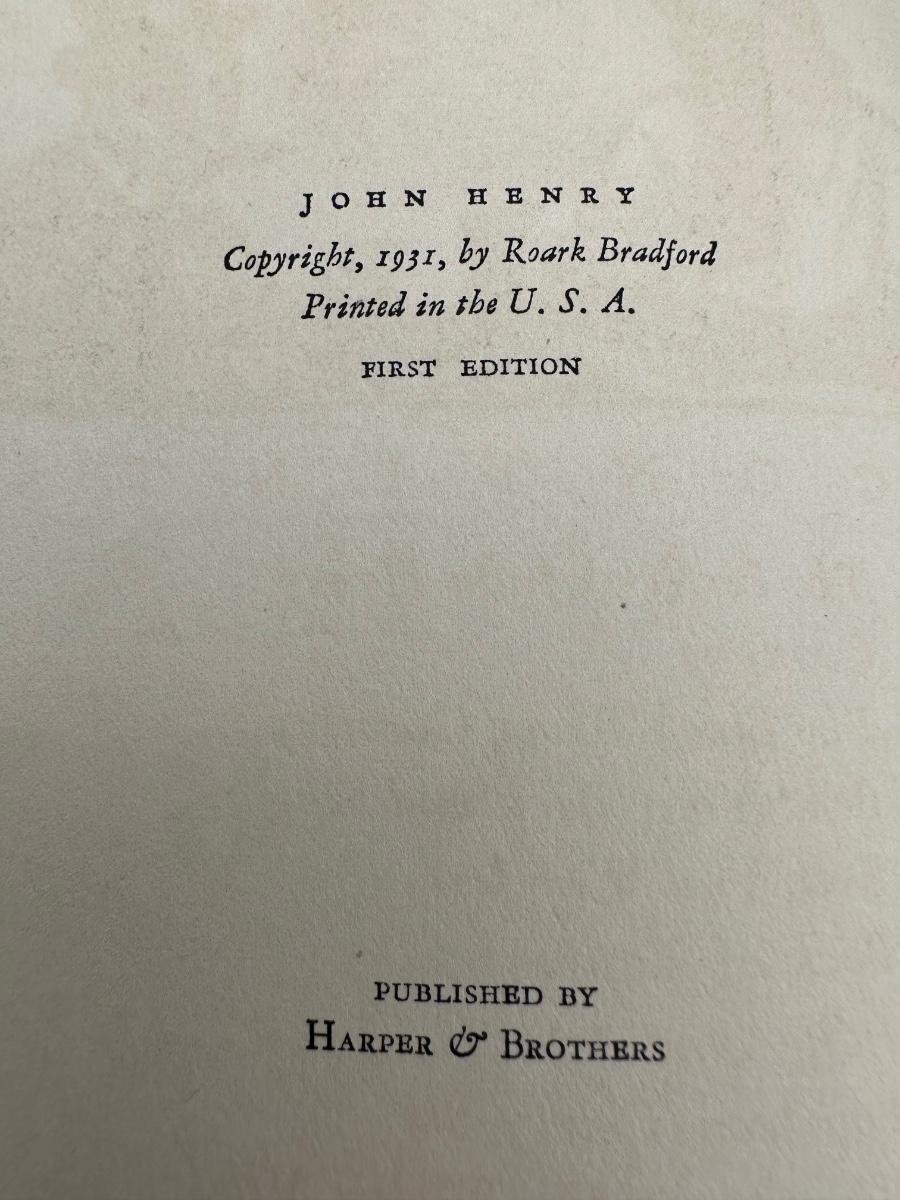 JOHN HENRY
Copyright, 1931, by Roark Bradford
Printed in the U. S. A.
FIRST EDITION
PUBLISHED BY
HARPER & BROTHERS